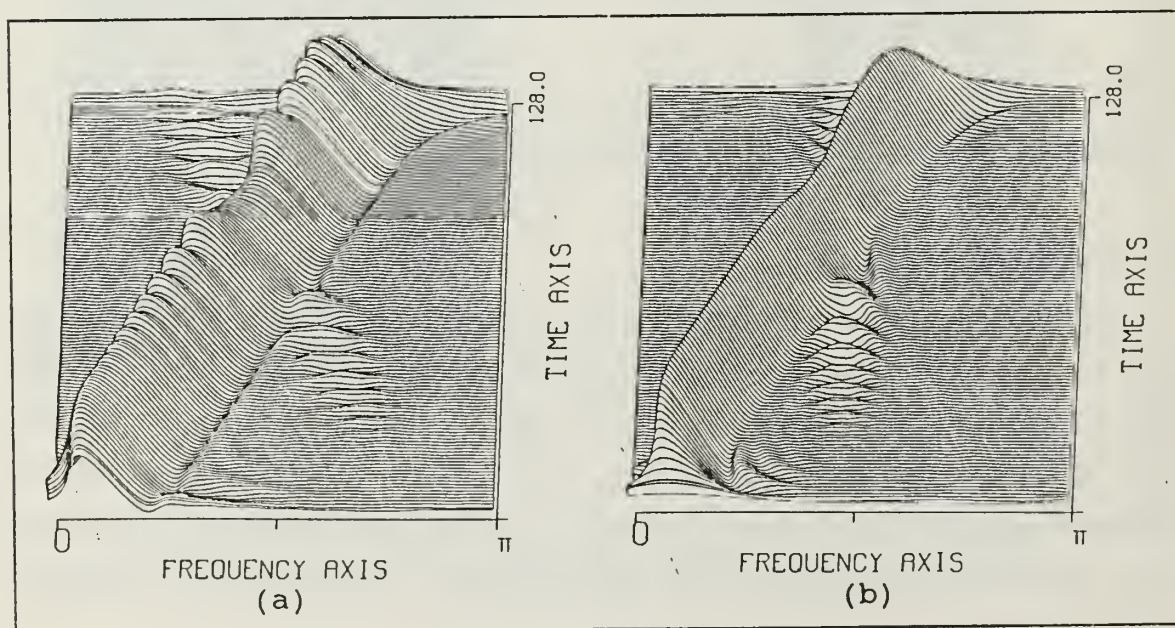 128.0
TIME AXIS
0
π
FREQUENCY AXIS
(a)
128.0
TIME AXIS
0
π
FREQUENCY AXIS
(b)